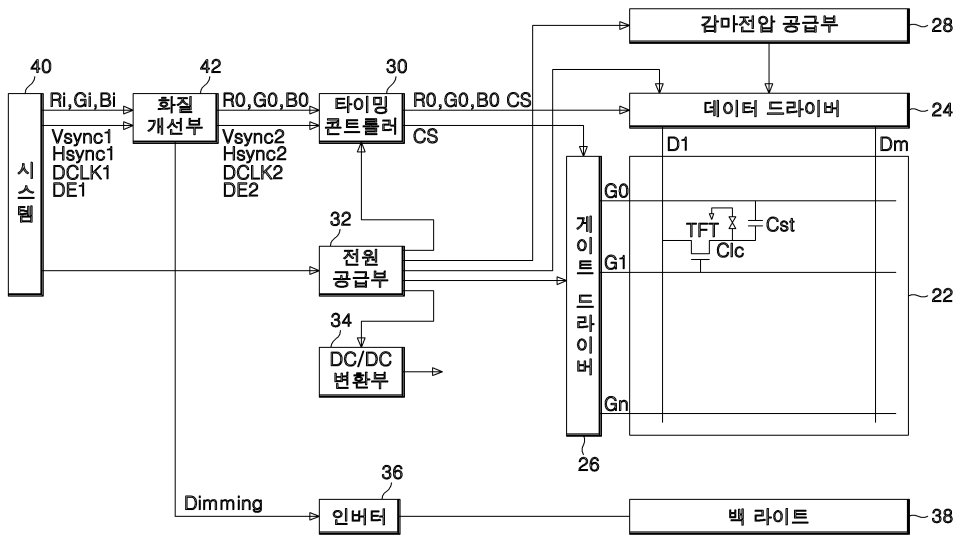 감마전압 공급부
28
40
42
30
Ri,Gi,Bi
화질
개선부
R0,G0,B0
타이밍
콘트롤러
R0,G0,B0 CS
데이터 드라이버
24
Vsync1
Hsync1
DCLK1
DE1
Vsync2
Hsync2
DCLK2
DE2
CS
D1
Dm
시스템
G0
32
전원
공급부
게이트 드라이버
TFT
Cst
Clc
G1
22
34
DC/DC
변환부
Gn
26
36
Dimming
인버터
백 라이트
38